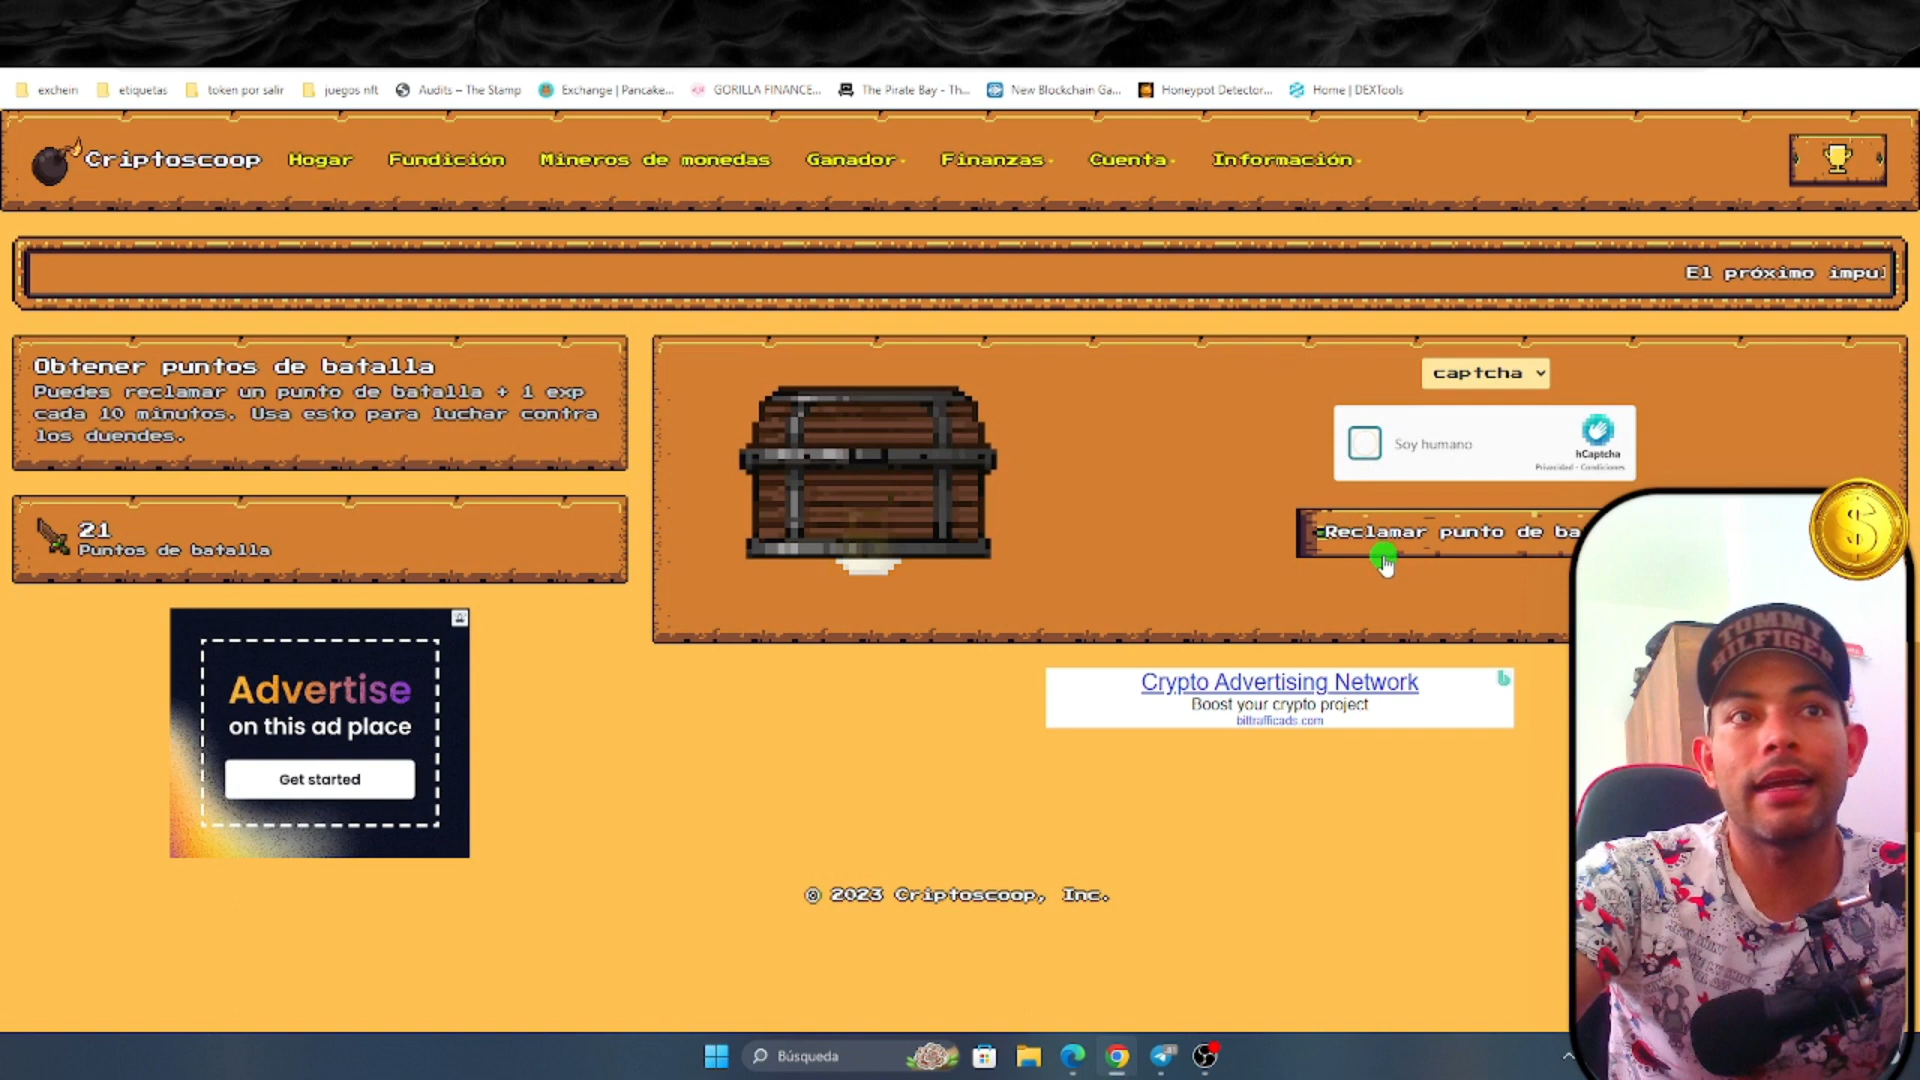 exchein
etiquetas
token por salir
juegos nft
Audits – The Stamp
Exchange | Pancake...
GORILLA FINANCE...
The Pirate Bay - Th...
New Blockchain Ga...
Honeypot Detector...
Home | DEXTools
Criptoscoop
Hogar
Fundición
Mineros de monedas
Ganador
Finanzas
Cuenta
Información
El próximo impul
Obtener puntos de batalla
Puedes reclamar un punto de batalla + 1 exp
cada 10 minutos. Usa esto para luchar contra
los duendes.
21
Puntos de batalla
captcha
Soy humano
hCaptcha
Privacidad - Condiciones
Reclamar punto de ba
Advertise
on this ad place
Get started
Crypto Advertising Network
Boost your crypto project
bittrafficads.com
TOMMY
HILFIGER
© 2023 Criptoscoop, Inc.
Búsqueda